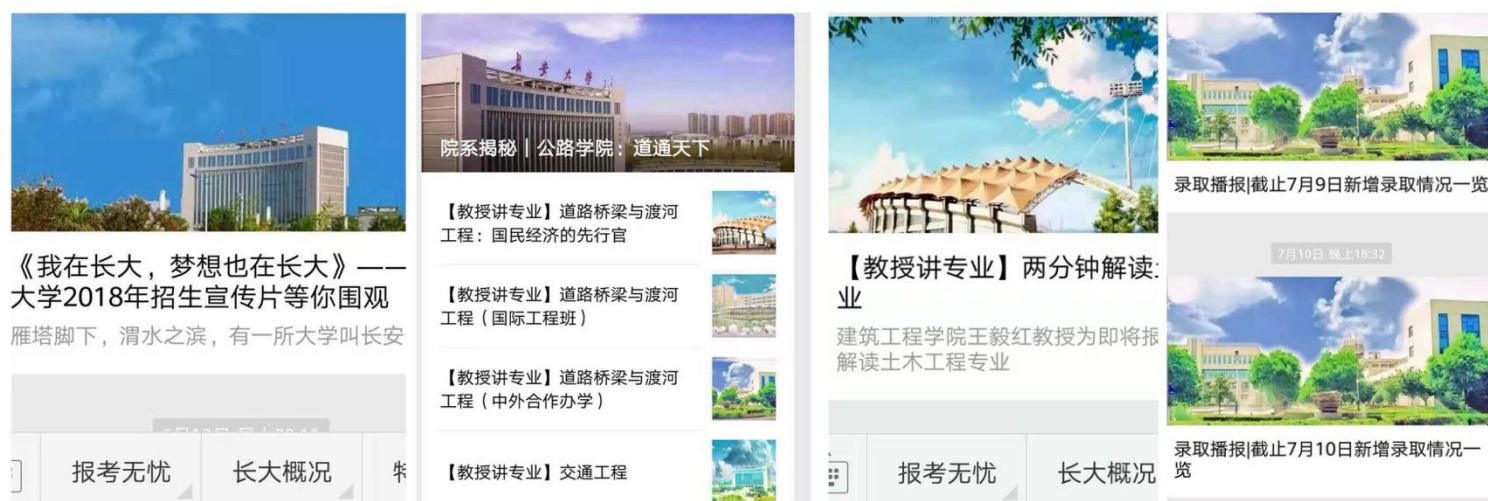 《我在长大，梦想也在长大》——
大学2018年招生宣传片等你围观
雁塔脚下，渭水之滨，有一所大学叫长安
报考无忧
长大概况
长安大学
院系揭秘｜公路学院：道通天下
【教授讲专业】道路桥梁与渡河
工程：国民经济的先行官
【教授讲专业】道路桥梁与渡河
工程（国际工程班）
【教授讲专业】道路桥梁与渡河
工程（中外合作办学）
【教授讲专业】交通工程
【教授讲专业】两分钟解读
业
建筑工程学院王毅红教授为即将报
解读土木工程专业
报考无忧
长大概况
录取播报|截止7月9日新增录取情况一览
7月10日 晚上18:32
录取播报|截止7月10日新增录取情况一
览